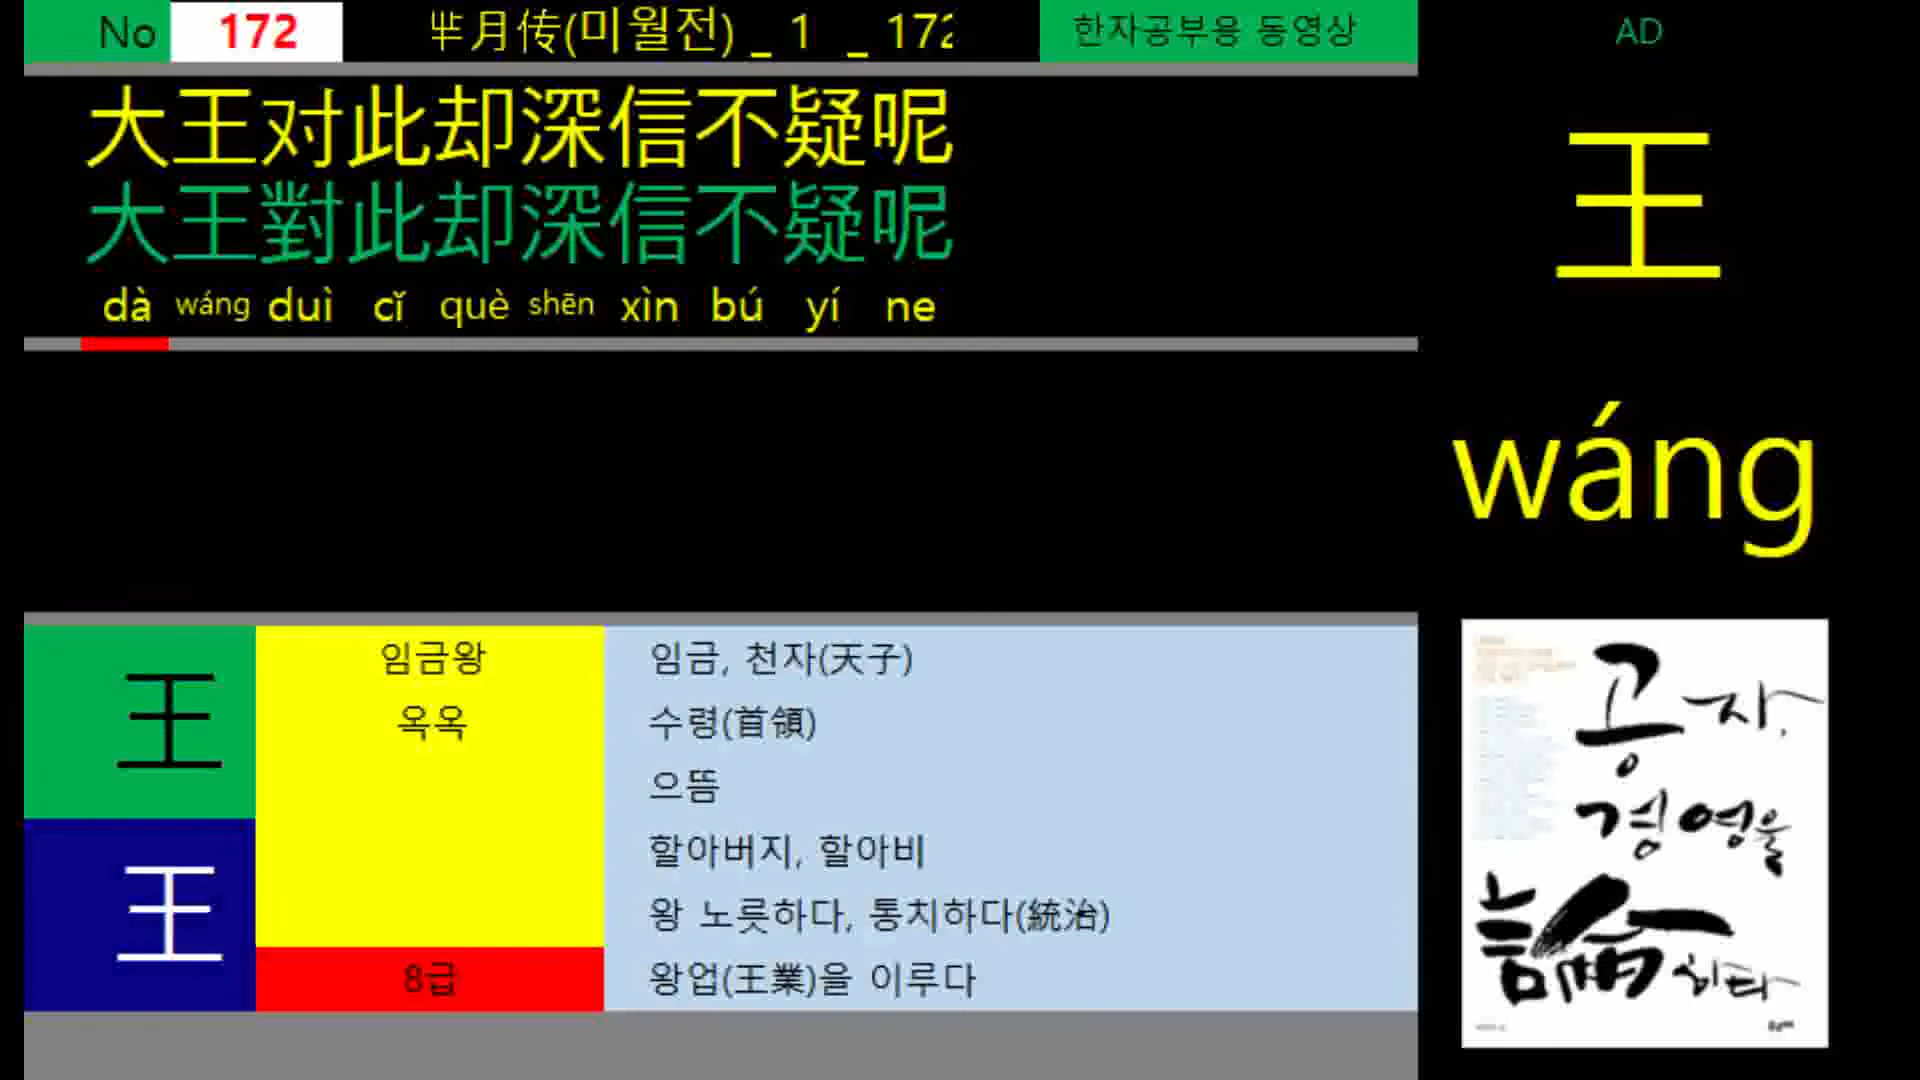 No 172 芈月传(미월전) _ 1 _ 172 한자공부용 동영상 AD
大王对此却深信不疑呢
大王對此却深信不疑呢
dà wáng duì cǐ què shēn xìn bú yí ne
王
wáng
王
王
임금왕
옥옥
8급
임금, 천자(天子)
수령(首領)
으뜸
할아버지, 할아비
왕 노릇하다, 통치하다(統治)
왕업(王業)을 이루다
공자,
경영을
論하다